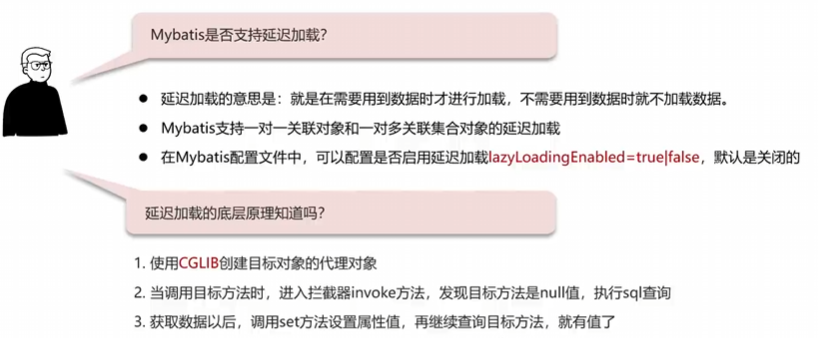 Mybatis是否支持延迟加载?
● 延迟加载的意思是：就是在需要用到数据时才进行加载，不需要用到数据时就不加载数据。
● Mybatis支持一对一关联对象和一对多关联集合对象的延迟加载
● 在Mybatis配置文件中，可以配置是否启用延迟加载lazyLoadingEnabled=true|false，默认是关闭的
延迟加载的底层原理知道吗?
1. 使用CGLIB创建目标对象的代理对象
2. 当调用目标方法时，进入拦截器invoke方法，发现目标方法是null值，执行sql查询
3. 获取数据以后，调用set方法设置属性值，再继续查询目标方法，就有值了